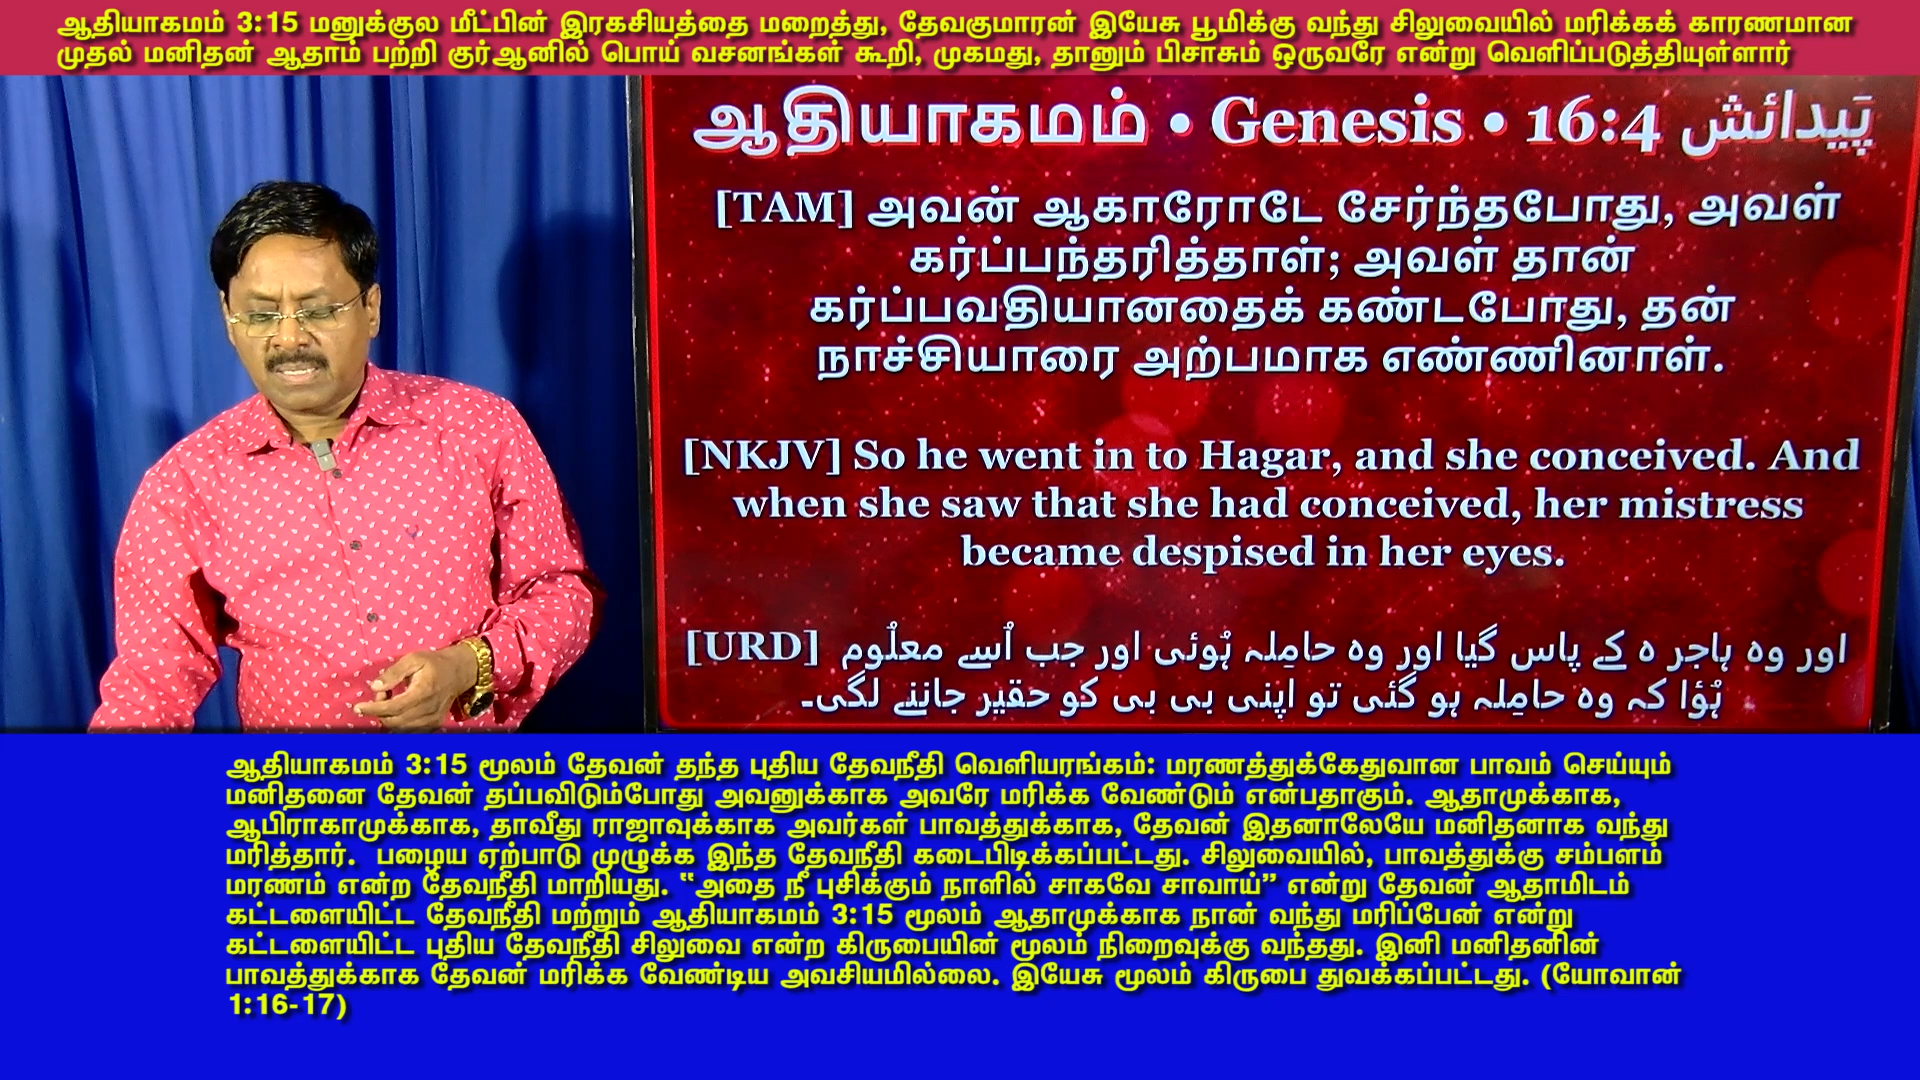 ஆதியாகமம் 3:15 மனுக்குல மீட்பின் இரகசியத்தை மறைத்து, தேவகுமாரன் இயேசு பூமிக்கு வந்து சிலுவையில் மரிக்கக் காரணமான
முதல் மனிதன் ஆதாம் பற்றி குர்ஆனில் பொய் வசனங்கள் கூறி, முகமது, தானும் பிசாசும் ஒருவரே என்று வெளிப்படுத்தியுள்ளார்
ஆதியாகமம் • Genesis • 16:4 پَیدائش
[TAM] அவன் ஆகாரோடே சேர்ந்தபோது, அவள்
கர்ப்பந்தரித்தாள்; அவள் தான்
கர்ப்பவதியானதைக் கண்டபோது, தன்
நாச்சியாரை அற்பமாக எண்ணினாள்.
[NKJV] So he went in to Hagar, and she conceived. And
when she saw that she had conceived, her mistress
became despised in her eyes.
[URD] اور وہ ہاجر ہ کے پاس گیا اور وہ حامِلہ ہُوئی اور جب اُسے معلُوم
ہُؤا کہ وہ حامِلہ ہو گئی تو اپنی بی بی کو حقِیر جاننے لگی۔
ஆதியாகமம் 3:15 மூலம் தேவன் தந்த புதிய தேவநீதி வெளியரங்கம்: மரணத்துக்கேதுவான பாவம் செய்யும்
மனிதனை தேவன் தப்பவிடும்போது அவனுக்காக அவரே மரிக்க வேண்டும் என்பதாகும். ஆதாமுக்காக,
ஆபிராகாமுக்காக, தாவீது ராஜாவுக்காக அவர்கள் பாவத்துக்காக, தேவன் இதனாலேயே மனிதனாக வந்து
மரித்தார். பழைய ஏற்பாடு முழுக்க இந்த தேவநீதி கடைபிடிக்கப்பட்டது. சிலுவையில், பாவத்துக்கு சம்பளம்
மரணம் என்ற தேவநீதி மாறியது. “அதை நீ புசிக்கும் நாளில் சாகவே சாவாய்” என்று தேவன் ஆதாமிடம்
கட்டளையிட்ட தேவநீதி மற்றும் ஆதியாகமம் 3:15 மூலம் ஆதாமுக்காக நான் வந்து மரிப்பேன் என்று
கட்டளையிட்ட புதிய தேவநீதி சிலுவை என்ற கிருபையின் மூலம் நிறைவுக்கு வந்தது. இனி மனிதனின்
பாவத்துக்காக தேவன் மரிக்க வேண்டிய அவசியமில்லை. இயேசு மூலம் கிருபை துவக்கப்பட்டது. (யோவான்
1:16-17)